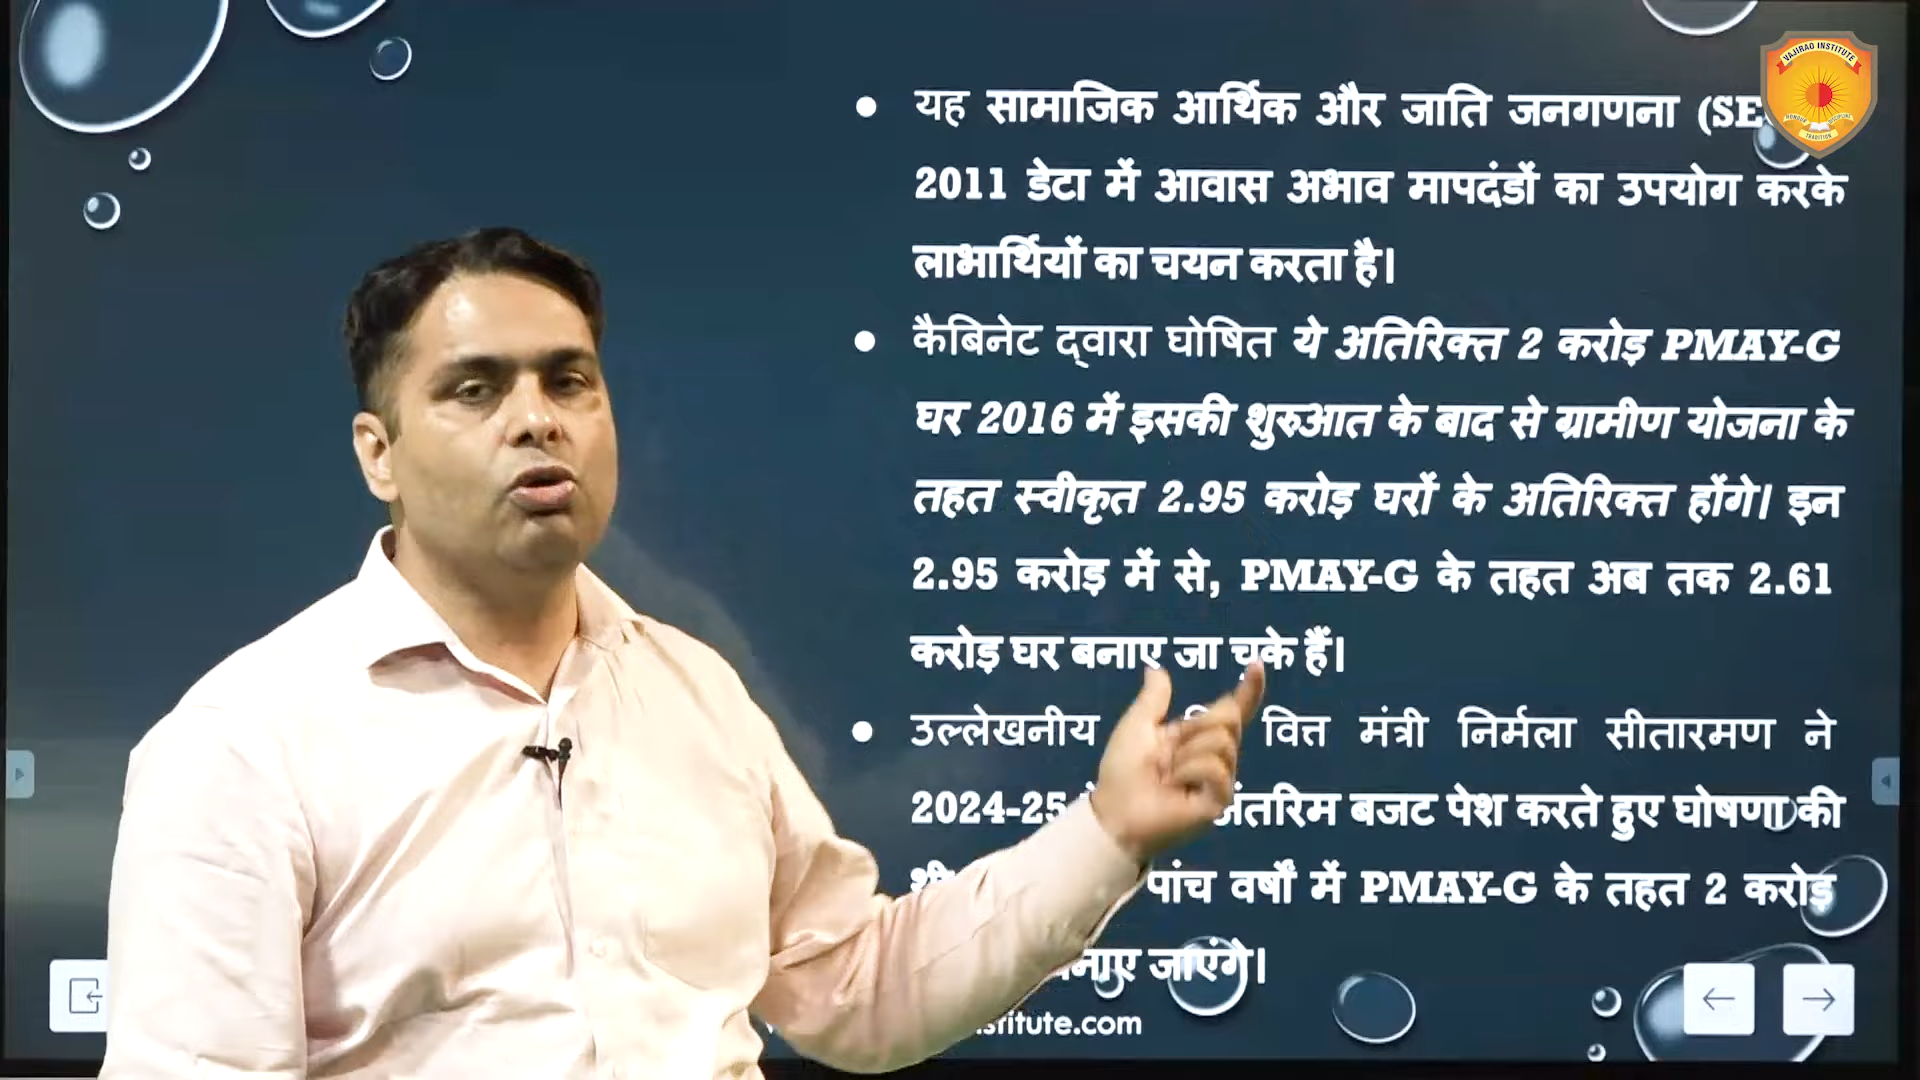 VAJIRAO INSTITUTE
TRADITION
• यह सामाजिक आर्थिक और जाति जनगणना (SE
2011 डेटा में आवास अभाव मापदंडों का उपयोग करके
लाभार्थियों का चयन करता है।
• कैबिनेट द्वारा घोषित ये अतिरिक्त 2 करोड़ PMAY-G
घर 2016 में इसकी शुरुआत के बाद से ग्रामीण योजना के
तहत स्वीकृत 2.95 करोड़ घरों के अतिरिक्त होंगे। इन
2.95 करोड़ में से, PMAY-G के तहत अब तक 2.61
करोड़ घर बनाए जा चुके हैं।
• उल्लेखनीय वित्त मंत्री निर्मला सीतारमण ने
2024-25 अंतरिम बजट पेश करते हुए घोषणा की
पांच वर्षों में PMAY-G के तहत 2 करोड़
जाएंगे।
stitute.com